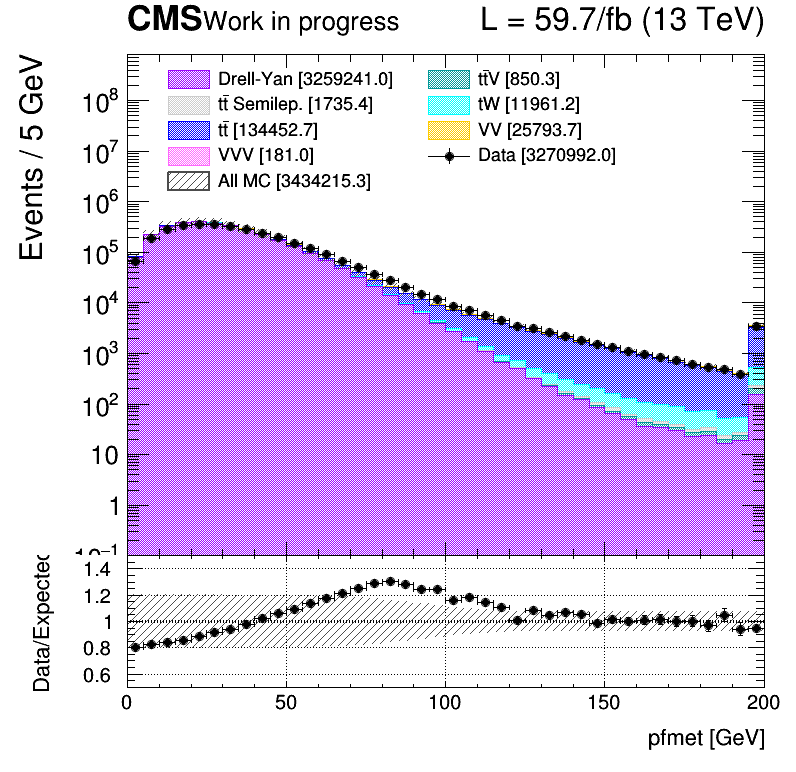 CMS Work in progress L = 59.7/fb (13 TeV)
Events / 5 GeV
Drell-Yan [3259241.0]
tt̄ Semilep. [1735.4]
tt̄ [134452.7]
VVV [181.0]
All MC [3434215.3]
tt̄V [850.3]
tW [11961.2]
VV [25793.7]
Data [3270992.0]
10⁸
10⁷
10⁶
10⁵
10⁴
10³
10²
10
1
10⁻¹
Data/Expected
1.4
1.2
1
0.8
0.6
0 50 100 150 200
pfmet [GeV]